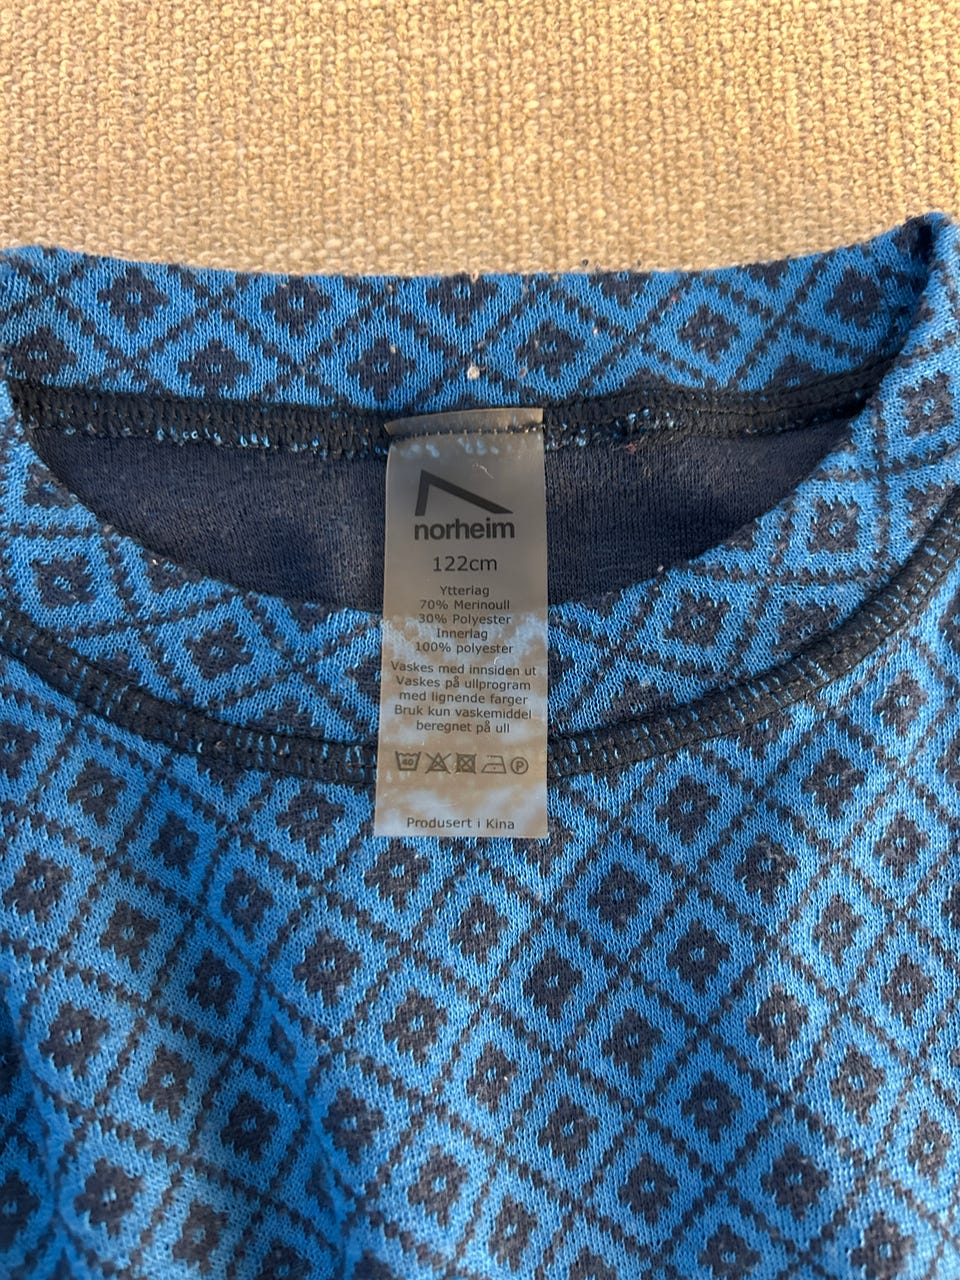 norheim
122cm
Ytterlag
70% Merinoull
30% Polyester
Innerlag
100% polyester
Vaskes med innsiden ut
Vaskes på ullprogram
med lignende farger
Bruk kun vaskemiddel
beregnet på ull
40 P
Produsert i Kina